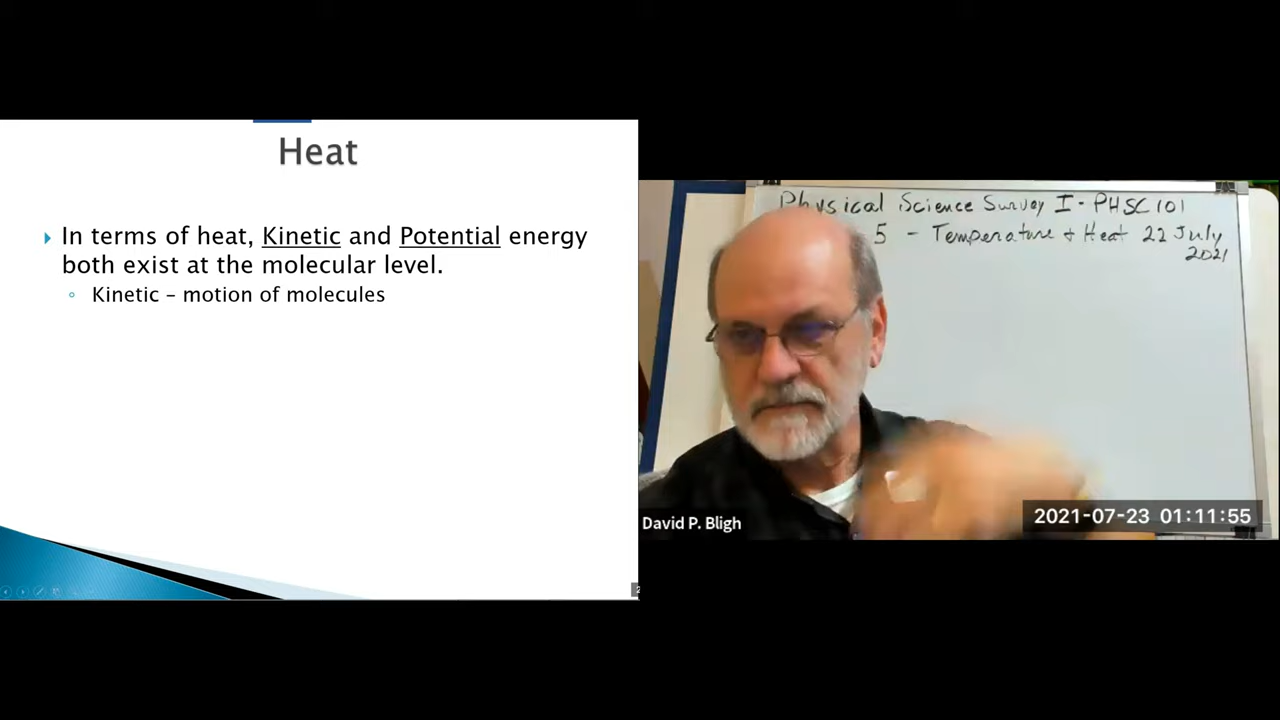 Heat
In terms of heat, Kinetic and Potential energy
both exist at the molecular level.
Kinetic – motion of molecules
Physical Science Survey I - PHSC 101
5 - Temperature + Heat 22 July
2021
David P. Bligh
2021-07-23 01:11:55